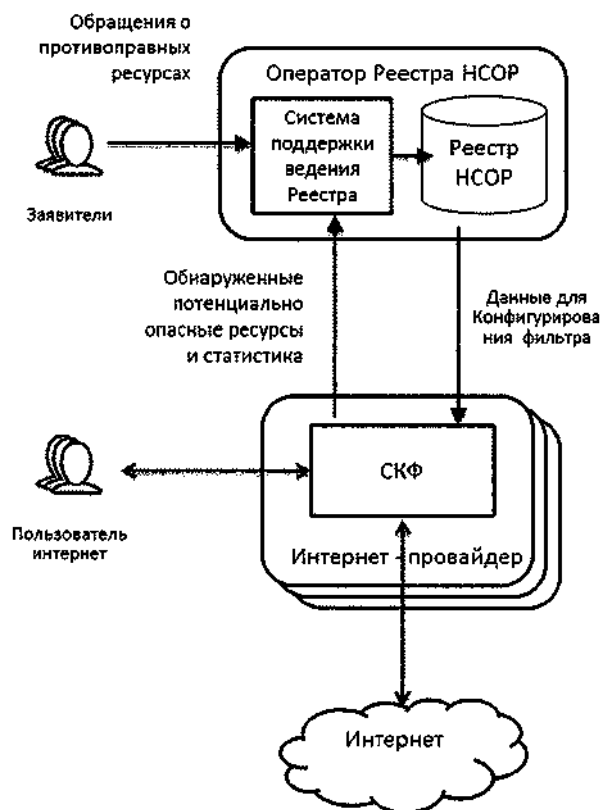 Обращения о
противоправных
ресурсах
Оператор Реестра НСОР
Система
поддержки
ведения
Реестра
Реестр
НСОР
Заявители
Обнаруженные
потенциально
опасные ресурсы
и статистика
Данные для
Конфигурирова
ния фильтра
СКФ
Пользователь
интернет
Интернет - провайдер
Интернет